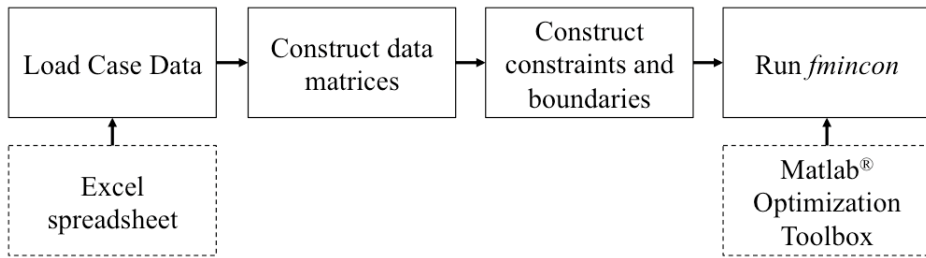 Load Case Data
Construct data
matrices
Construct
constraints and
boundaries
Run fmincon
Excel
spreadsheet
Matlab®
Optimization
Toolbox